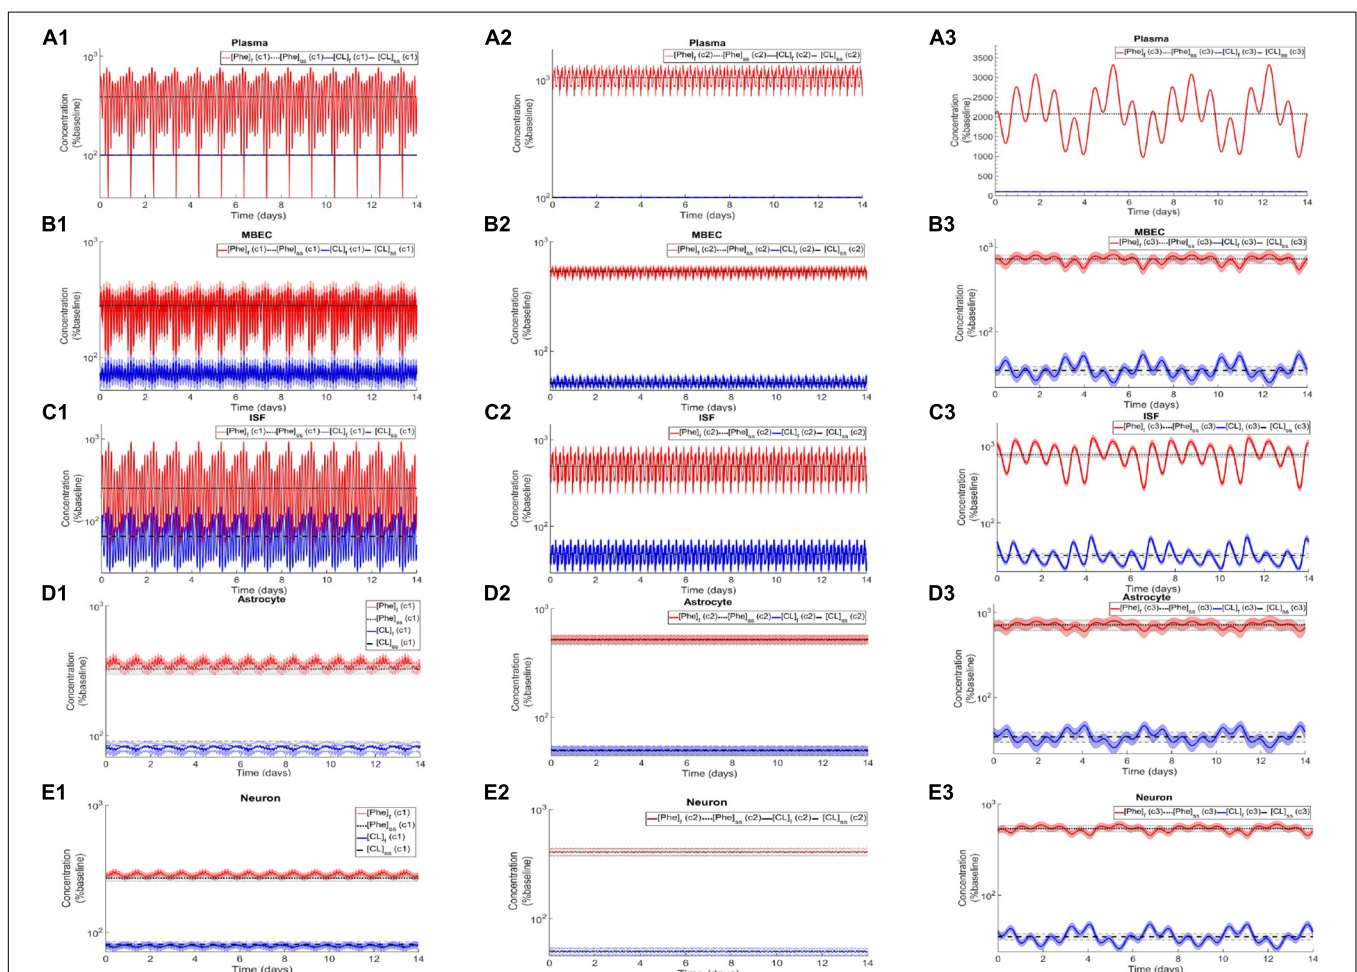 A1
Plasma
[Phe]f (c1) [Phe]ss (c1) [CL]f (c1) [CL]ss (c1)
10³
10²
Concentration
(%baseline)
0 2 4 6 8 10 12 14
Time (days)
A2
Plasma
[Phe]f (c2) [Phe]ss (c2) [CL]f (c2) [CL]ss (c2)
10³
10²
Concentration
(%baseline)
0 2 4 6 8 10 12 14
Time (days)
A3
Plasma
[Phe]f (c3) [Phe]ss (c3) [CL]f (c3) [CL]ss (c3)
3500
3000
2500
2000
1500
1000
500
0
Concentration
(%baseline)
0 2 4 6 8 10 12 14
Time (days)
B1
MBEC
[Phe]f (c1) [Phe]ss (c1) [CL]f (c1) [CL]ss (c1)
10³
10²
Concentration
(%baseline)
0 2 4 6 8 10 12 14
Time (days)
B2
MBEC
[Phe]f (c2) [Phe]ss (c2) [CL]f (c2) [CL]ss (c2)
10³
10²
Concentration
(%baseline)
0 2 4 6 8 10 12 14
Time (days)
B3
MBEC
[Phe]f (c3) [Phe]ss (c3) [CL]f (c3) [CL]ss (c3)
10³
10²
Concentration
(%baseline)
0 2 4 6 8 10 12 14
Time (days)
C1
ISF
[Phe]f (c1) [Phe]ss (c1) [CL]f (c1) [CL]ss (c1)
10³
10²
Concentration
(%baseline)
0 2 4 6 8 10 12 14
Time (days)
C2
ISF
[Phe]f (c2) [Phe]ss (c2) [CL]f (c2) [CL]ss (c2)
10³
10²
Concentration
(%baseline)
0 2 4 6 8 10 12 14
Time (days)
C3
ISF
[Phe]f (c3) [Phe]ss (c3) [CL]f (c3) [CL]ss (c3)
10³
10²
Concentration
(%baseline)
0 2 4 6 8 10 12 14
Time (days)
D1
Astrocyte
[Phe]f (c1)
[Phe]ss (c1)
[CL]f (c1)
[CL]ss (c1)
10³
10²
Concentration
(%baseline)
0 2 4 6 8 10 12 14
Time (days)
D2
Astrocyte
[Phe]f (c2) [Phe]ss (c2) [CL]f (c2) [CL]ss (c2)
10³
10²
Concentration
(%baseline)
0 2 4 6 8 10 12 14
Time (days)
D3
Astrocyte
[Phe]f (c3) [Phe]ss (c3) [CL]f (c3) [CL]ss (c3)
10³
10²
Concentration
(%baseline)
0 2 4 6 8 10 12 14
Time (days)
E1
Neuron
[Phe]f (c1)
[Phe]ss (c1)
[CL]f (c1)
[CL]ss (c1)
10³
10²
Concentration
(%baseline)
0 2 4 6 8 10 12 14
Time (days)
E2
Neuron
[Phe]f (c2) [Phe]ss (c2) [CL]f (c2) [CL]ss (c2)
10³
10²
Concentration
(%baseline)
0 2 4 6 8 10 12 14
Time (days)
E3
Neuron
[Phe]f (c3) [Phe]ss (c3) [CL]f (c3) [CL]ss (c3)
10³
10²
Concentration
(%baseline)
0 2 4 6 8 10 12 14
Time (days)